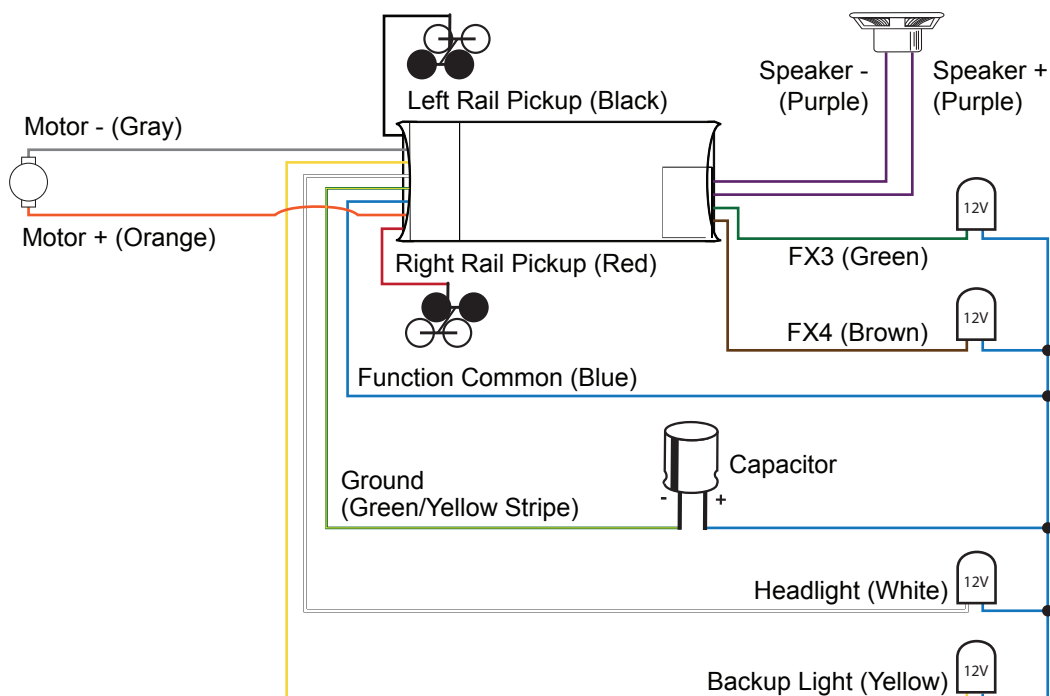 Speaker -
(Purple)
Speaker +
(Purple)
Left Rail Pickup (Black)
Motor - (Gray)
12V
Motor + (Orange)
Right Rail Pickup (Red)
FX3 (Green)
12V
FX4 (Brown)
Function Common (Blue)
Capacitor
- +
Ground
(Green/Yellow Stripe)
12V
Headlight (White)
12V
Backup Light (Yellow)